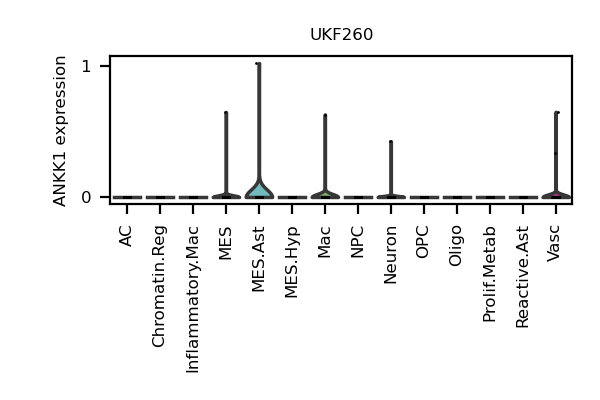 UKF260
ANKK1 expression
1
0
AC
Chromatin.Reg
Inflammatory.Mac
MES
MES.Ast
MES.Hyp
Mac
NPC
Neuron
OPC
Oligo
Prolif.Metab
Reactive.Ast
Vasc